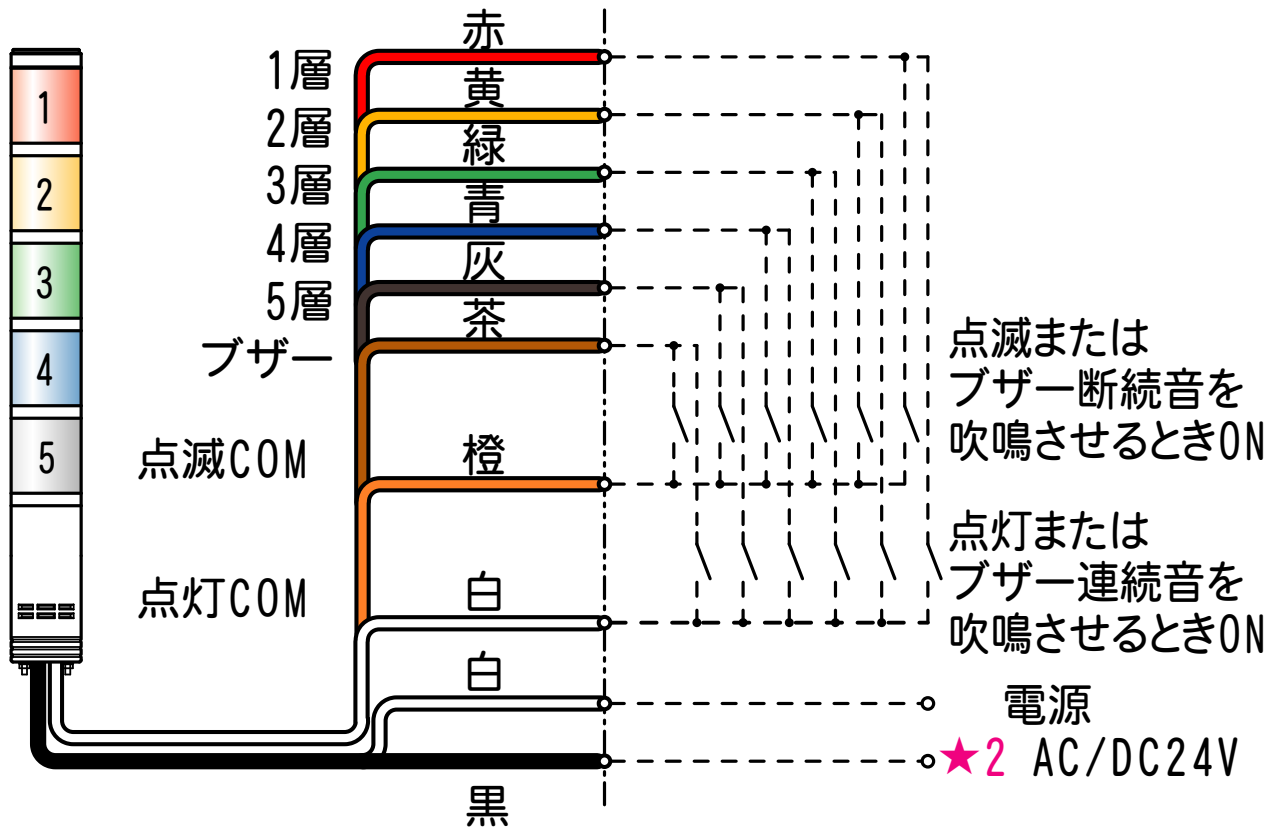 1
2
3
4
5
1層
2層
3層
4層
5層
ブザー
点滅COM
点灯COM
赤
黄
緑
青
灰
茶
橙
白
白
黒
点滅または
ブザー断続音を
吹鳴させるときON
点灯または
ブザー連続音を
吹鳴させるときON
電源
★2 AC/DC24V